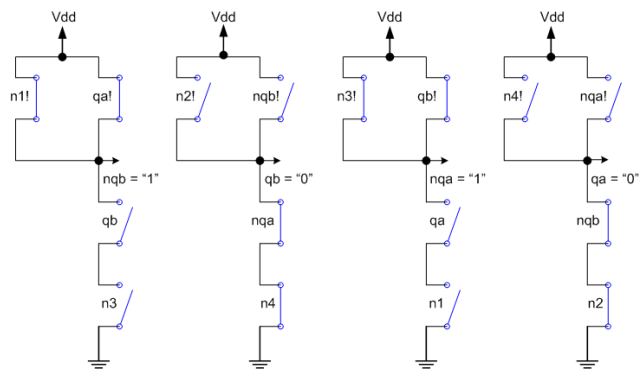 Vdd Vdd Vdd Vdd
n1! qa! n2! nqb! n3! qb! n4! nqa!
nqb = “1” qb = “0” nqa = “1” qa = “0”
qb nqa qa nqb
n3 n4 n1 n2